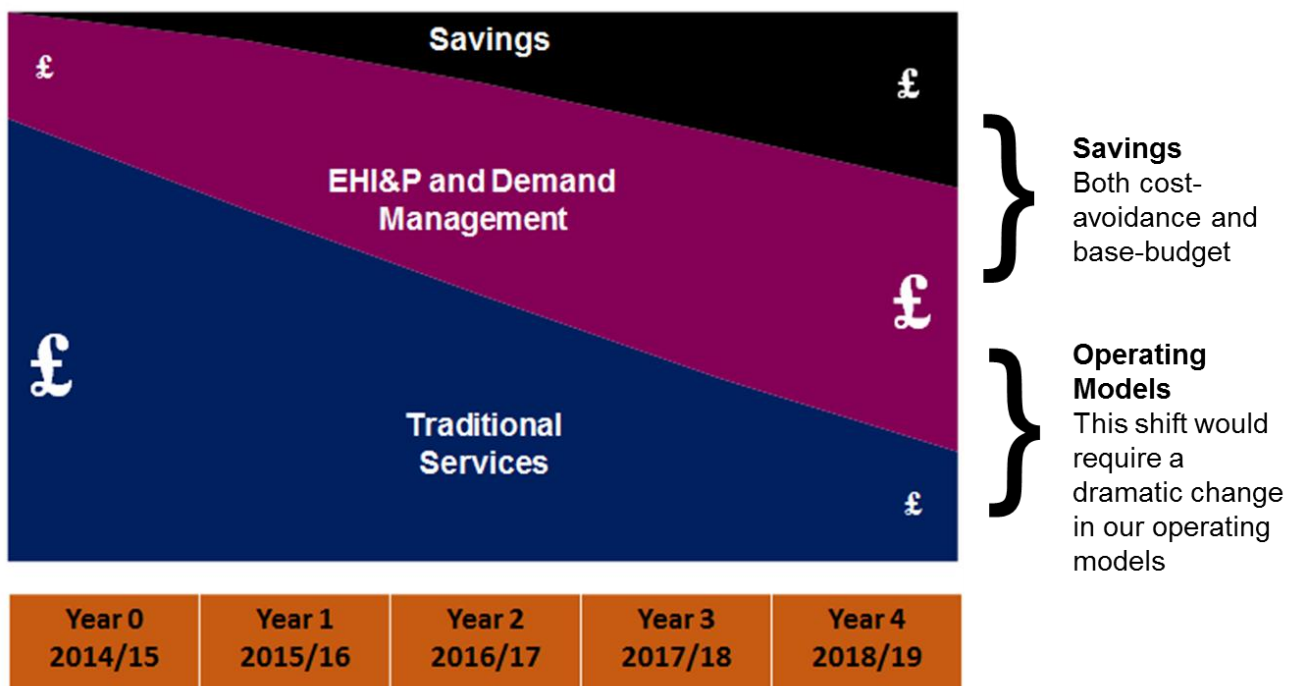 Savings
£
£
EHI&P and Demand
Management
£
£
Traditional
Services
£
Savings
Both cost-
avoidance and
base-budget
Operating
Models
This shift would
require a
dramatic change
in our operating
models
Year 0
2014/15
Year 1
2015/16
Year 2
2016/17
Year 3
2017/18
Year 4
2018/19